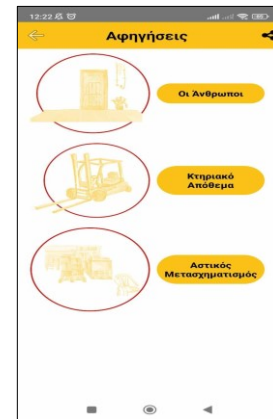 12:22
Αφηγήσεις
Οι Άνθρωποι
Κτηριακό
Απόθεμα
Αστικός
Μετασχηματισμός